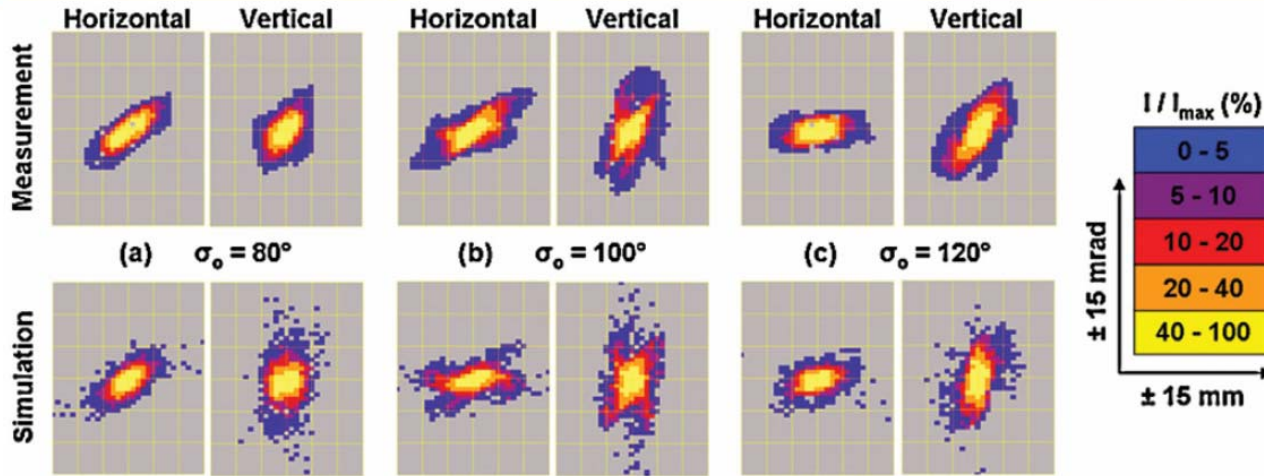 Horizontal Vertical Horizontal Vertical Horizontal Vertical
Measurement
I / Imax (%)
0 - 5
5 - 10
10 - 20
20 - 40
40 - 100
± 15 mrad
± 15 mm
(a) σo = 80° (b) σo = 100° (c) σo = 120°
Simulation